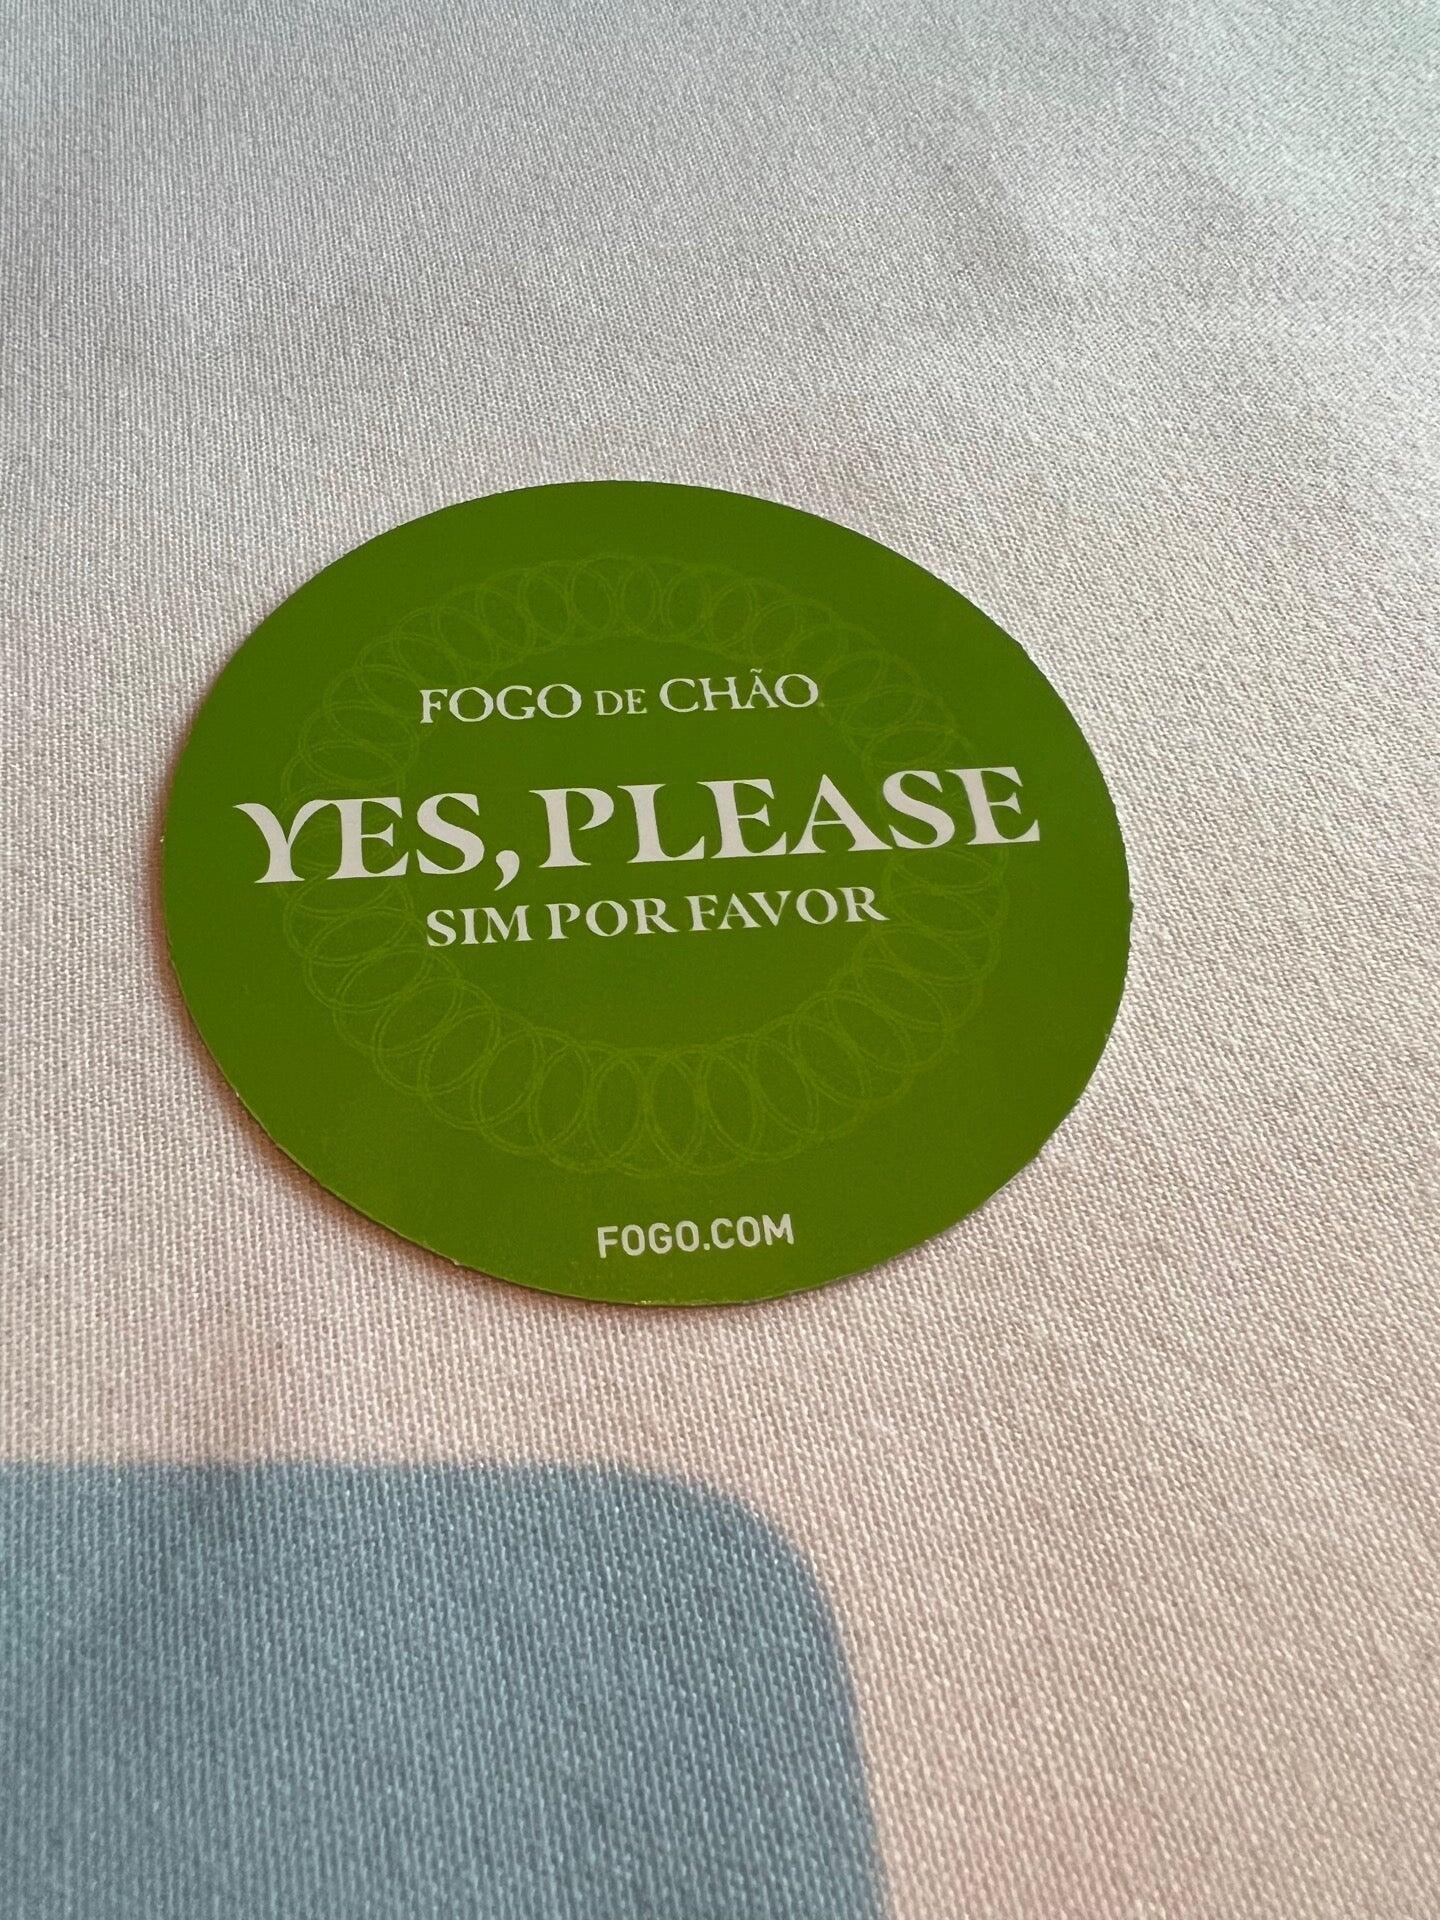 FOGO DE CHÃO
YES, PLEASE
SIM POR FAVOR
FOGO.COM